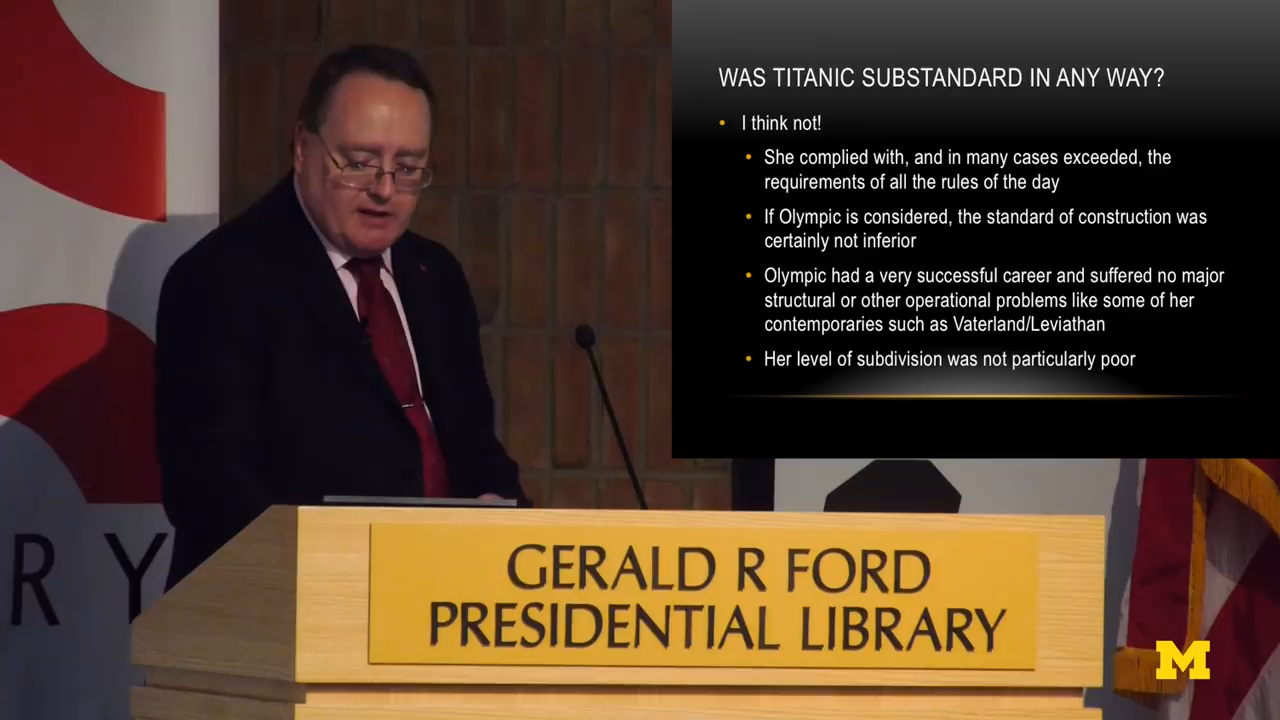 WAS TITANIC SUBSTANDARD IN ANY WAY?
• I think not!
• She complied with, and in many cases exceeded, the
requirements of all the rules of the day
• If Olympic is considered, the standard of construction was
certainly not inferior
• Olympic had a very successful career and suffered no major
structural or other operational problems like some of her
contemporaries such as Vaterland/Leviathan
• Her level of subdivision was not particularly poor
RY
GERALD R FORD
PRESIDENTIAL LIBRARY
M